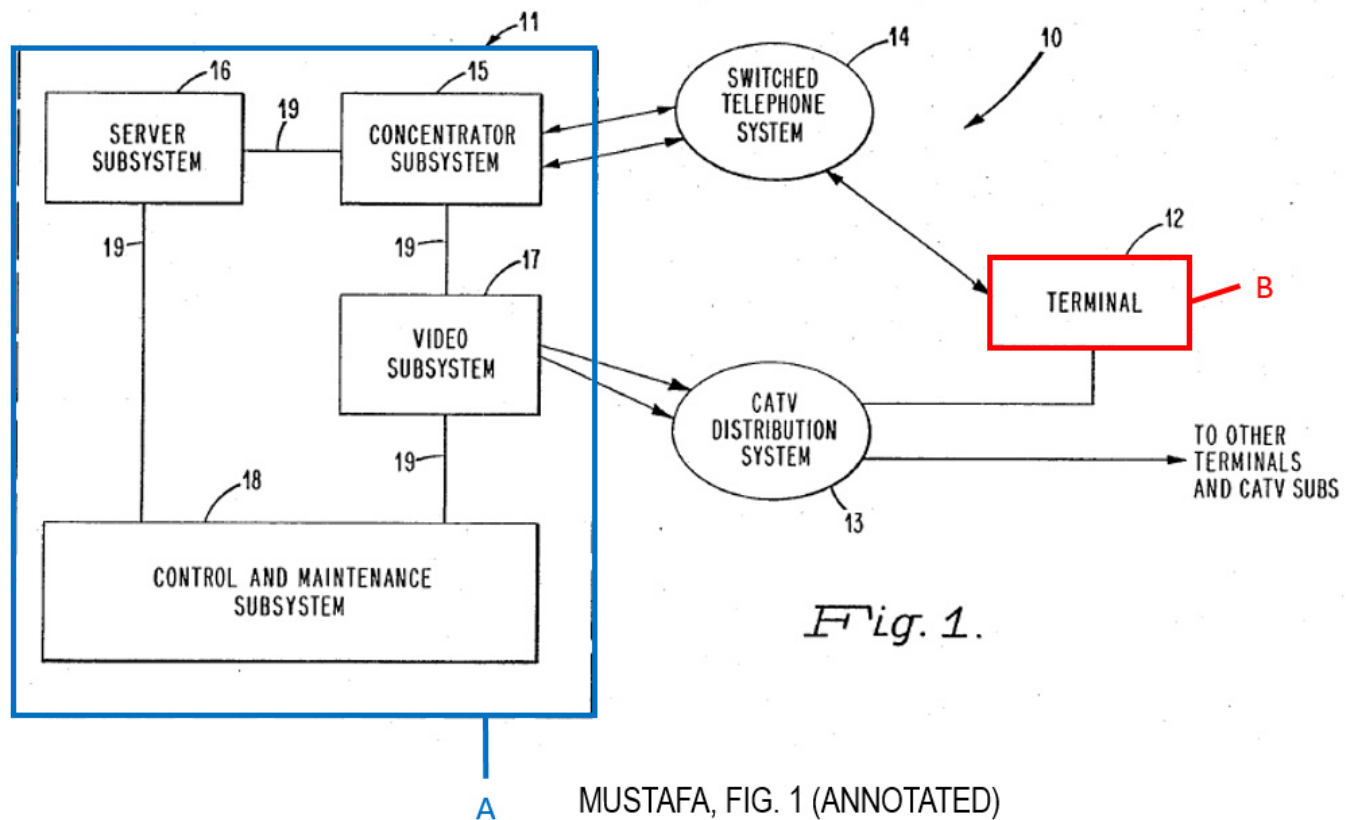 11
14
10
16
15
SERVER
SUBSYSTEM
19
CONCENTRATOR
SUBSYSTEM
SWITCHED
TELEPHONE
SYSTEM
12
19
19
17
TERMINAL
B
VIDEO
SUBSYSTEM
CATV
DISTRIBUTION
SYSTEM
TO OTHER
TERMINALS
AND CATV SUBS
19
18
13
CONTROL AND MAINTENANCE
SUBSYSTEM
Fig. 1.
A
MUSTAFA, FIG. 1 (ANNOTATED)